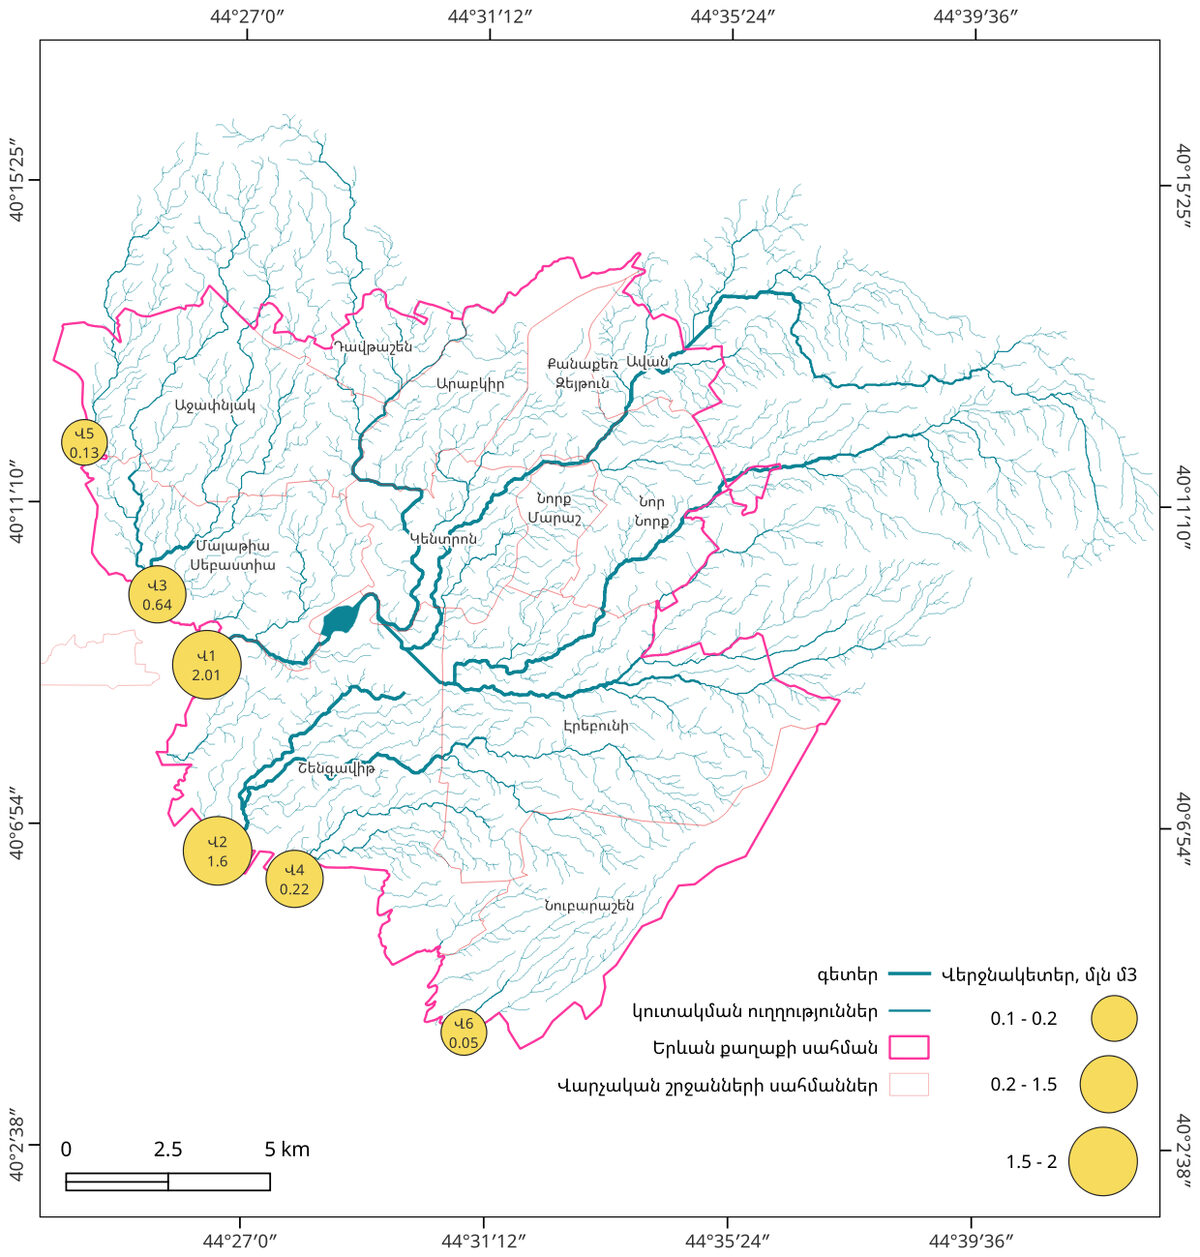 44°27′0″ 44°31′12″ 44°35′24″ 44°39′36″
40°15′25″
40°15′25″
Դավթաշեն
Քանաքեռ
Զեյթուն
Ավան
Արաբկիր
Աջափնյակ
Վ5
0.13
40°11′10″
40°11′10″
Նորք
Մարաշ
Նոր
Նորք
Կենտրոն
Մալաթիա
Սեբաստիա
Վ3
0.64
Վ1
2.01
Էրեբունի
Շենգավիթ
40°6′54″
40°6′54″
Վ2
1.6
Վ4
0.22
Նուբարաշեն
Վ6
0.05
գետեր
կուտակման ուղղություններ
Երևան քաղաքի սահման
Վարչական շրջանների սահմաններ
Վերջնակետեր, մլն մ3
0.1 - 0.2
0.2 - 1.5
1.5 - 2
40°2′38″
40°2′38″
0 2.5 5 km
44°27′0″ 44°31′12″ 44°35′24″ 44°39′36″